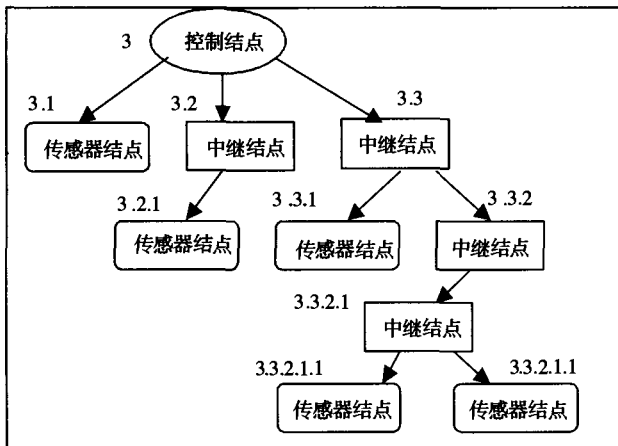 3
控制结点
3.1
3.2
3.3
传感器结点
中继结点
中继结点
3.2.1
3.3.1
3.3.2
传感器结点
传感器结点
中继结点
3.3.2.1
中继结点
3.3.2.1.1
3.3.2.1.1
传感器结点
传感器结点